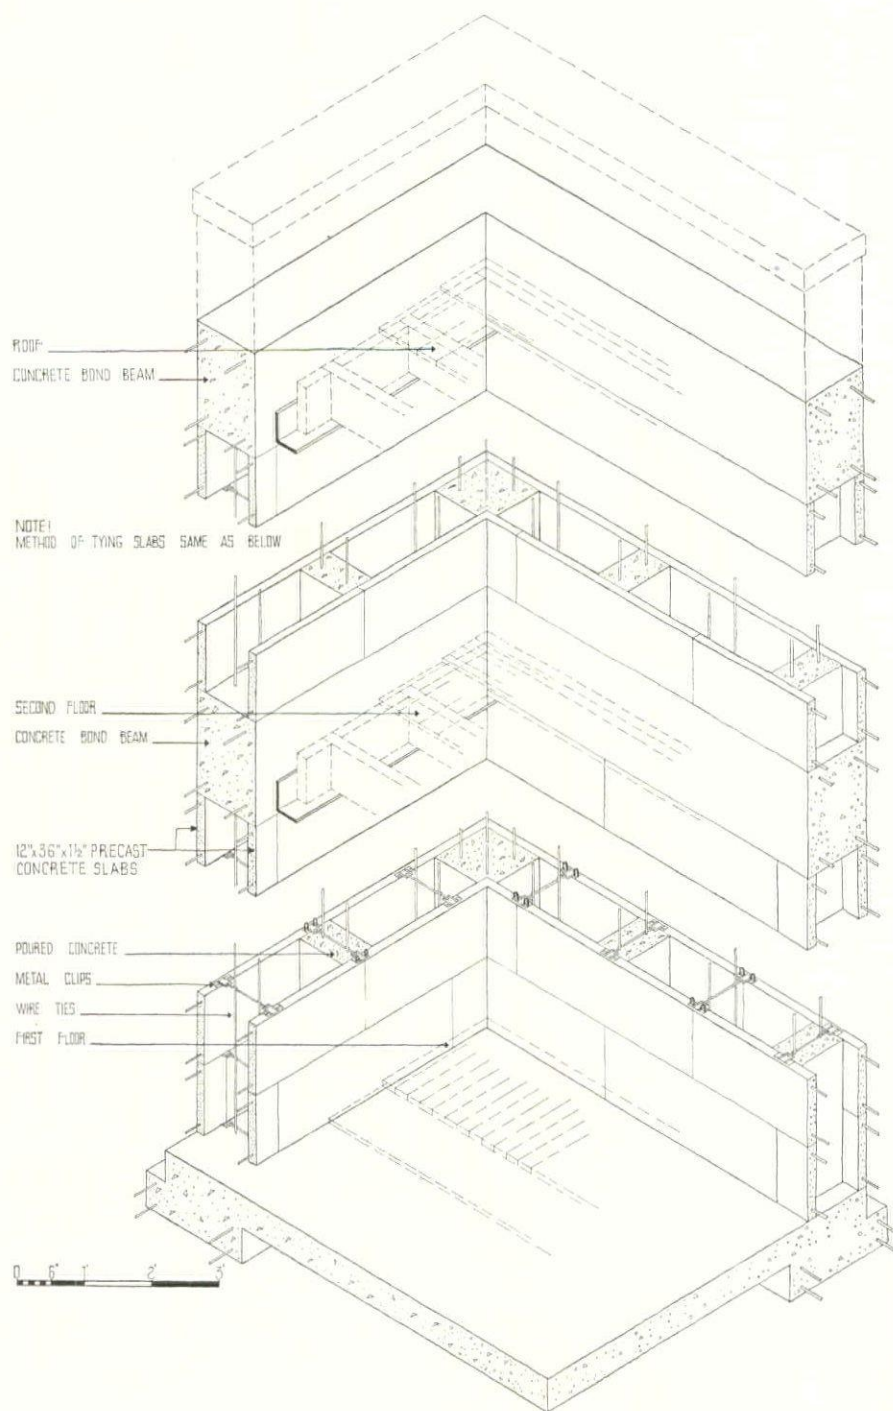 ROOF
CONCRETE BOND BEAM
NOTE:
METHOD OF TYING SLABS SAME AS BELOW
SECOND FLOOR
CONCRETE BOND BEAM
12"x36"x1½" PRECAST
CONCRETE SLABS
POURED CONCRETE
METAL CLIPS
WIRE TIES
FIRST FLOOR
0 6" 1' 2' 3'